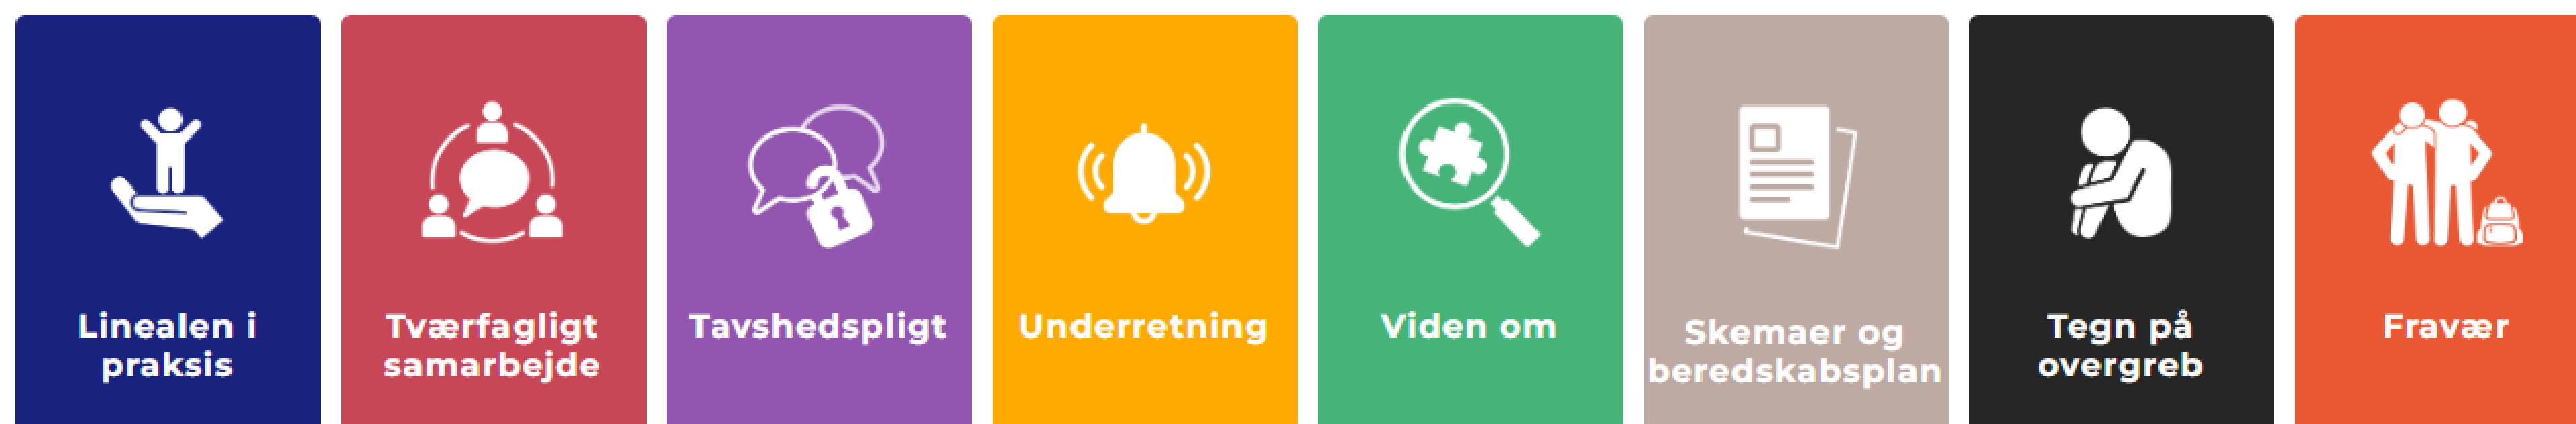 Linealen i
praksis
Tværfagligt
samarbejde
Tavshedspligt
Underretning
Viden om
Skemaer og
beredskabsplan
Tegn på
overgreb
Fravær